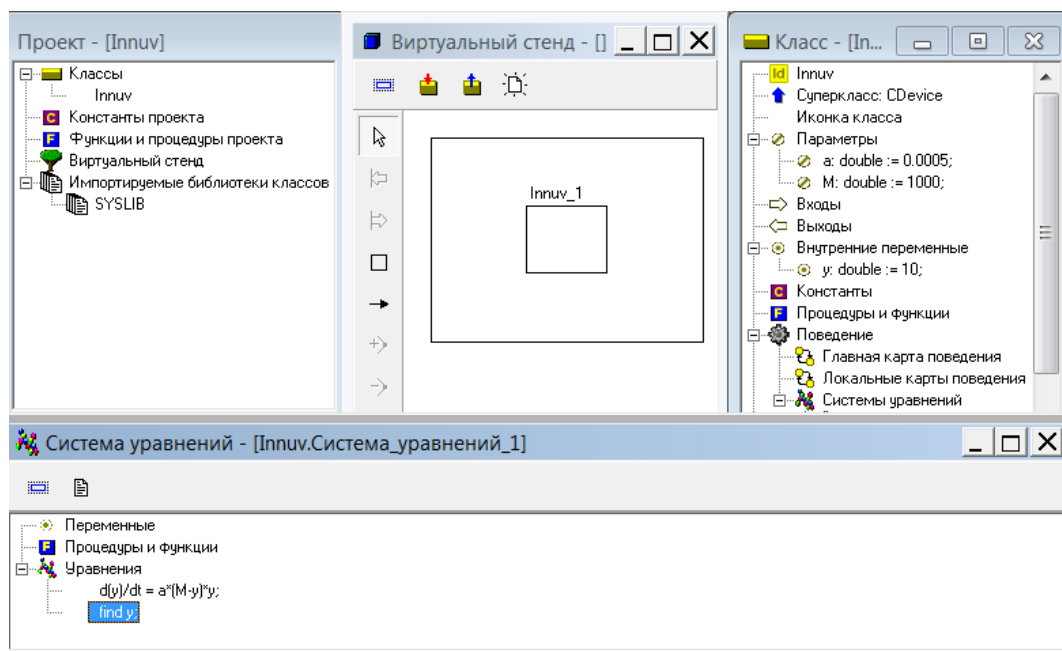 Проект - [Innuv]
Классы
Innuv
Константы проекта
Функции и процедуры проекта
Виртуальный стенд
Импортируемые библиотеки классов
SYSLIB
Виртуальный стенд - []
Innuv_1
Класс - [In...
Innuv
Суперкласс: CDevice
Иконка класса
Параметры
a: double := 0.0005;
M: double := 1000;
Входы
Выходы
Внутренние переменные
y: double := 10;
Константы
Процедуры и функции
Поведение
Главная карта поведения
Локальные карты поведения
Системы уравнений
Система уравнений - [Innuv.Система_уравнений_1]
Переменные
Процедуры и функции
Уравнения
d(y)/dt = a*(M-y)*y;
find y;